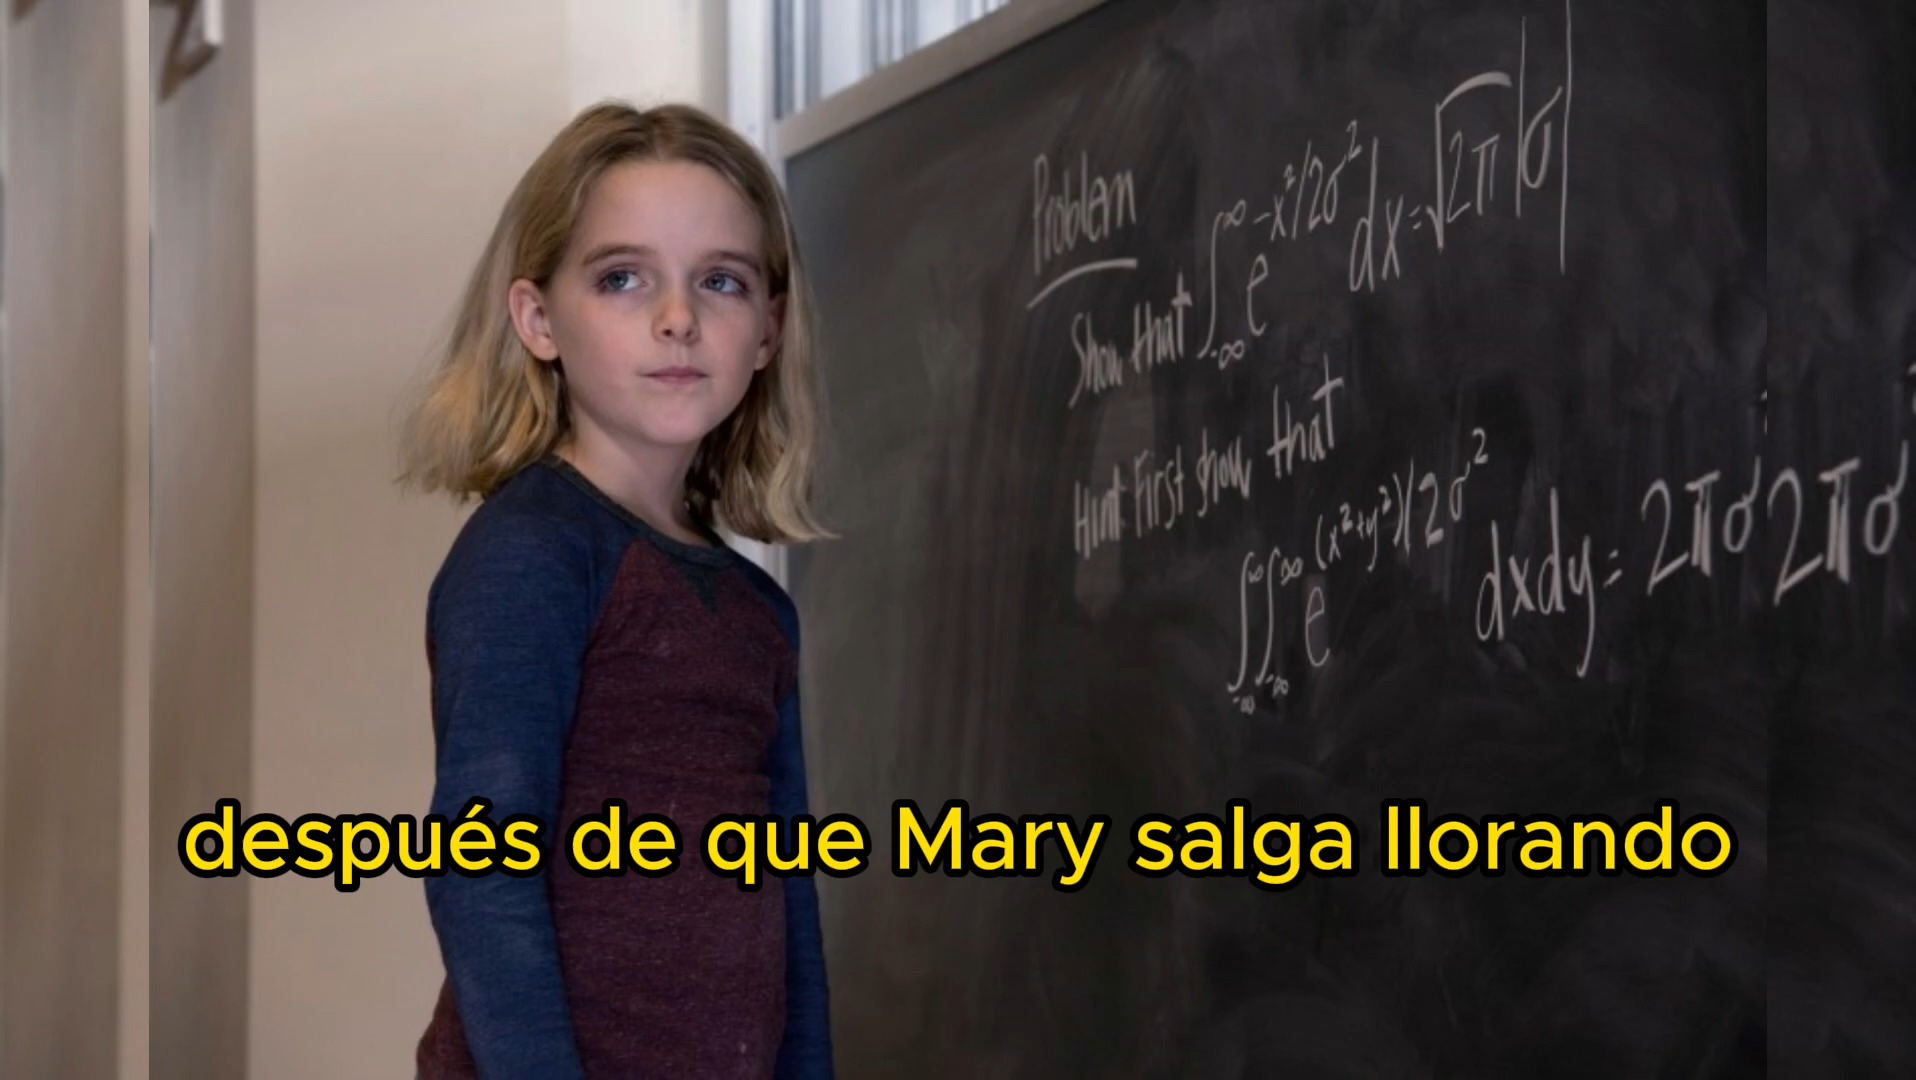 Problem
Show that ∫_{-∞}^{∞} e^{-x²/2σ²} dx = √2π |σ|
Hint: First show that
∫_{-∞}^{∞} ∫_{-∞}^{∞} e^{(x²+y²)/2σ²} dxdy = 2πσ
después de que Mary salga llorando